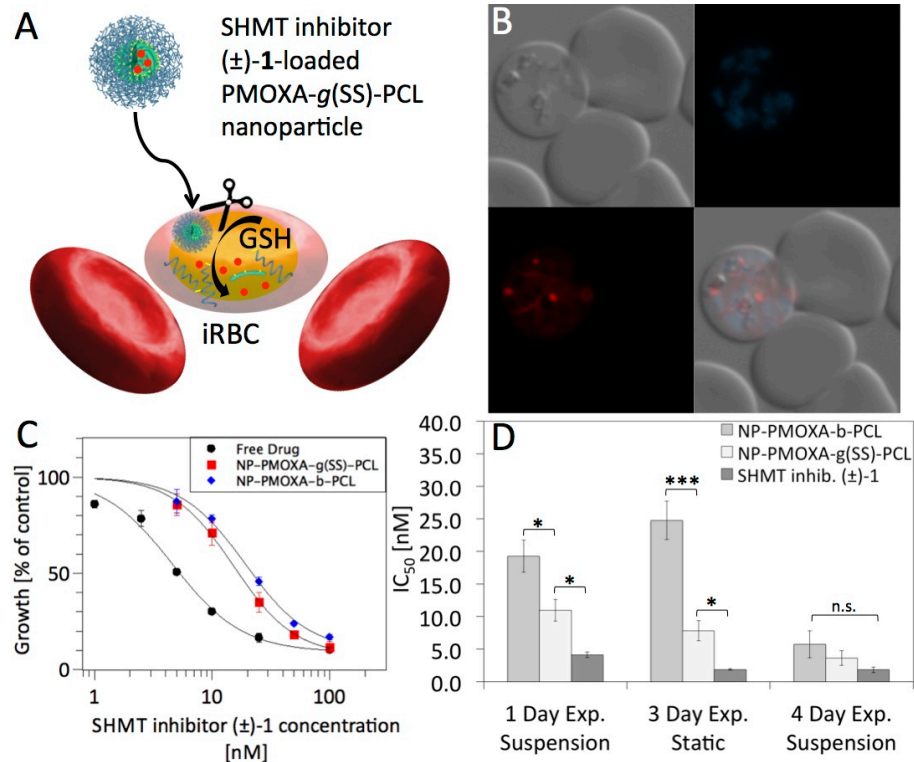 A
SHMT inhibitor
(±)-1-loaded
PMOXA-g(SS)-PCL
nanoparticle
GSH
iRBC
B
C
Free Drug
NP-PMOXA-g(SS)-PCL
NP-PMOXA-b-PCL
Growth [% of control]
100
50
0
1
10
100
SHMT inhibitor (±)-1 concentration
[nM]
D
NP-PMOXA-b-PCL
NP-PMOXA-g(SS)-PCL
SHMT inhib. (±)-1
IC50 [nM]
40.0
35.0
30.0
25.0
20.0
15.0
10.0
5.0
0.0
*
*
***
*
n.s.
1 Day Exp.
Suspension
3 Day Exp.
Static
4 Day Exp.
Suspension